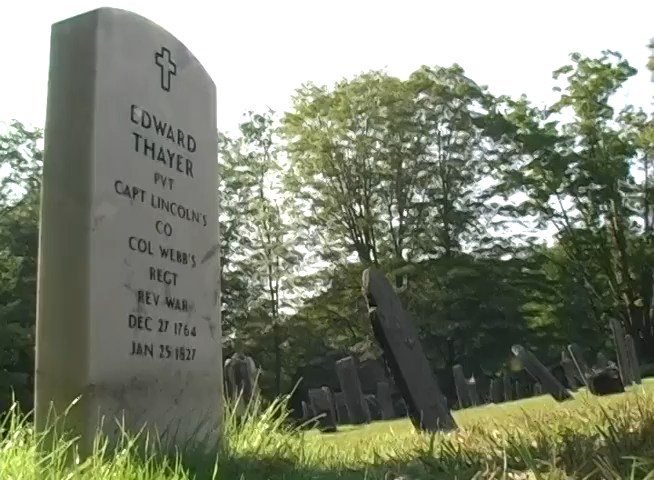 EDWARD
THAYER
PVT
CAPT LINCOLN'S
CO
COL WEBB'S
REGT
REV WAR
DEC 27 1764
JAN 25 1827